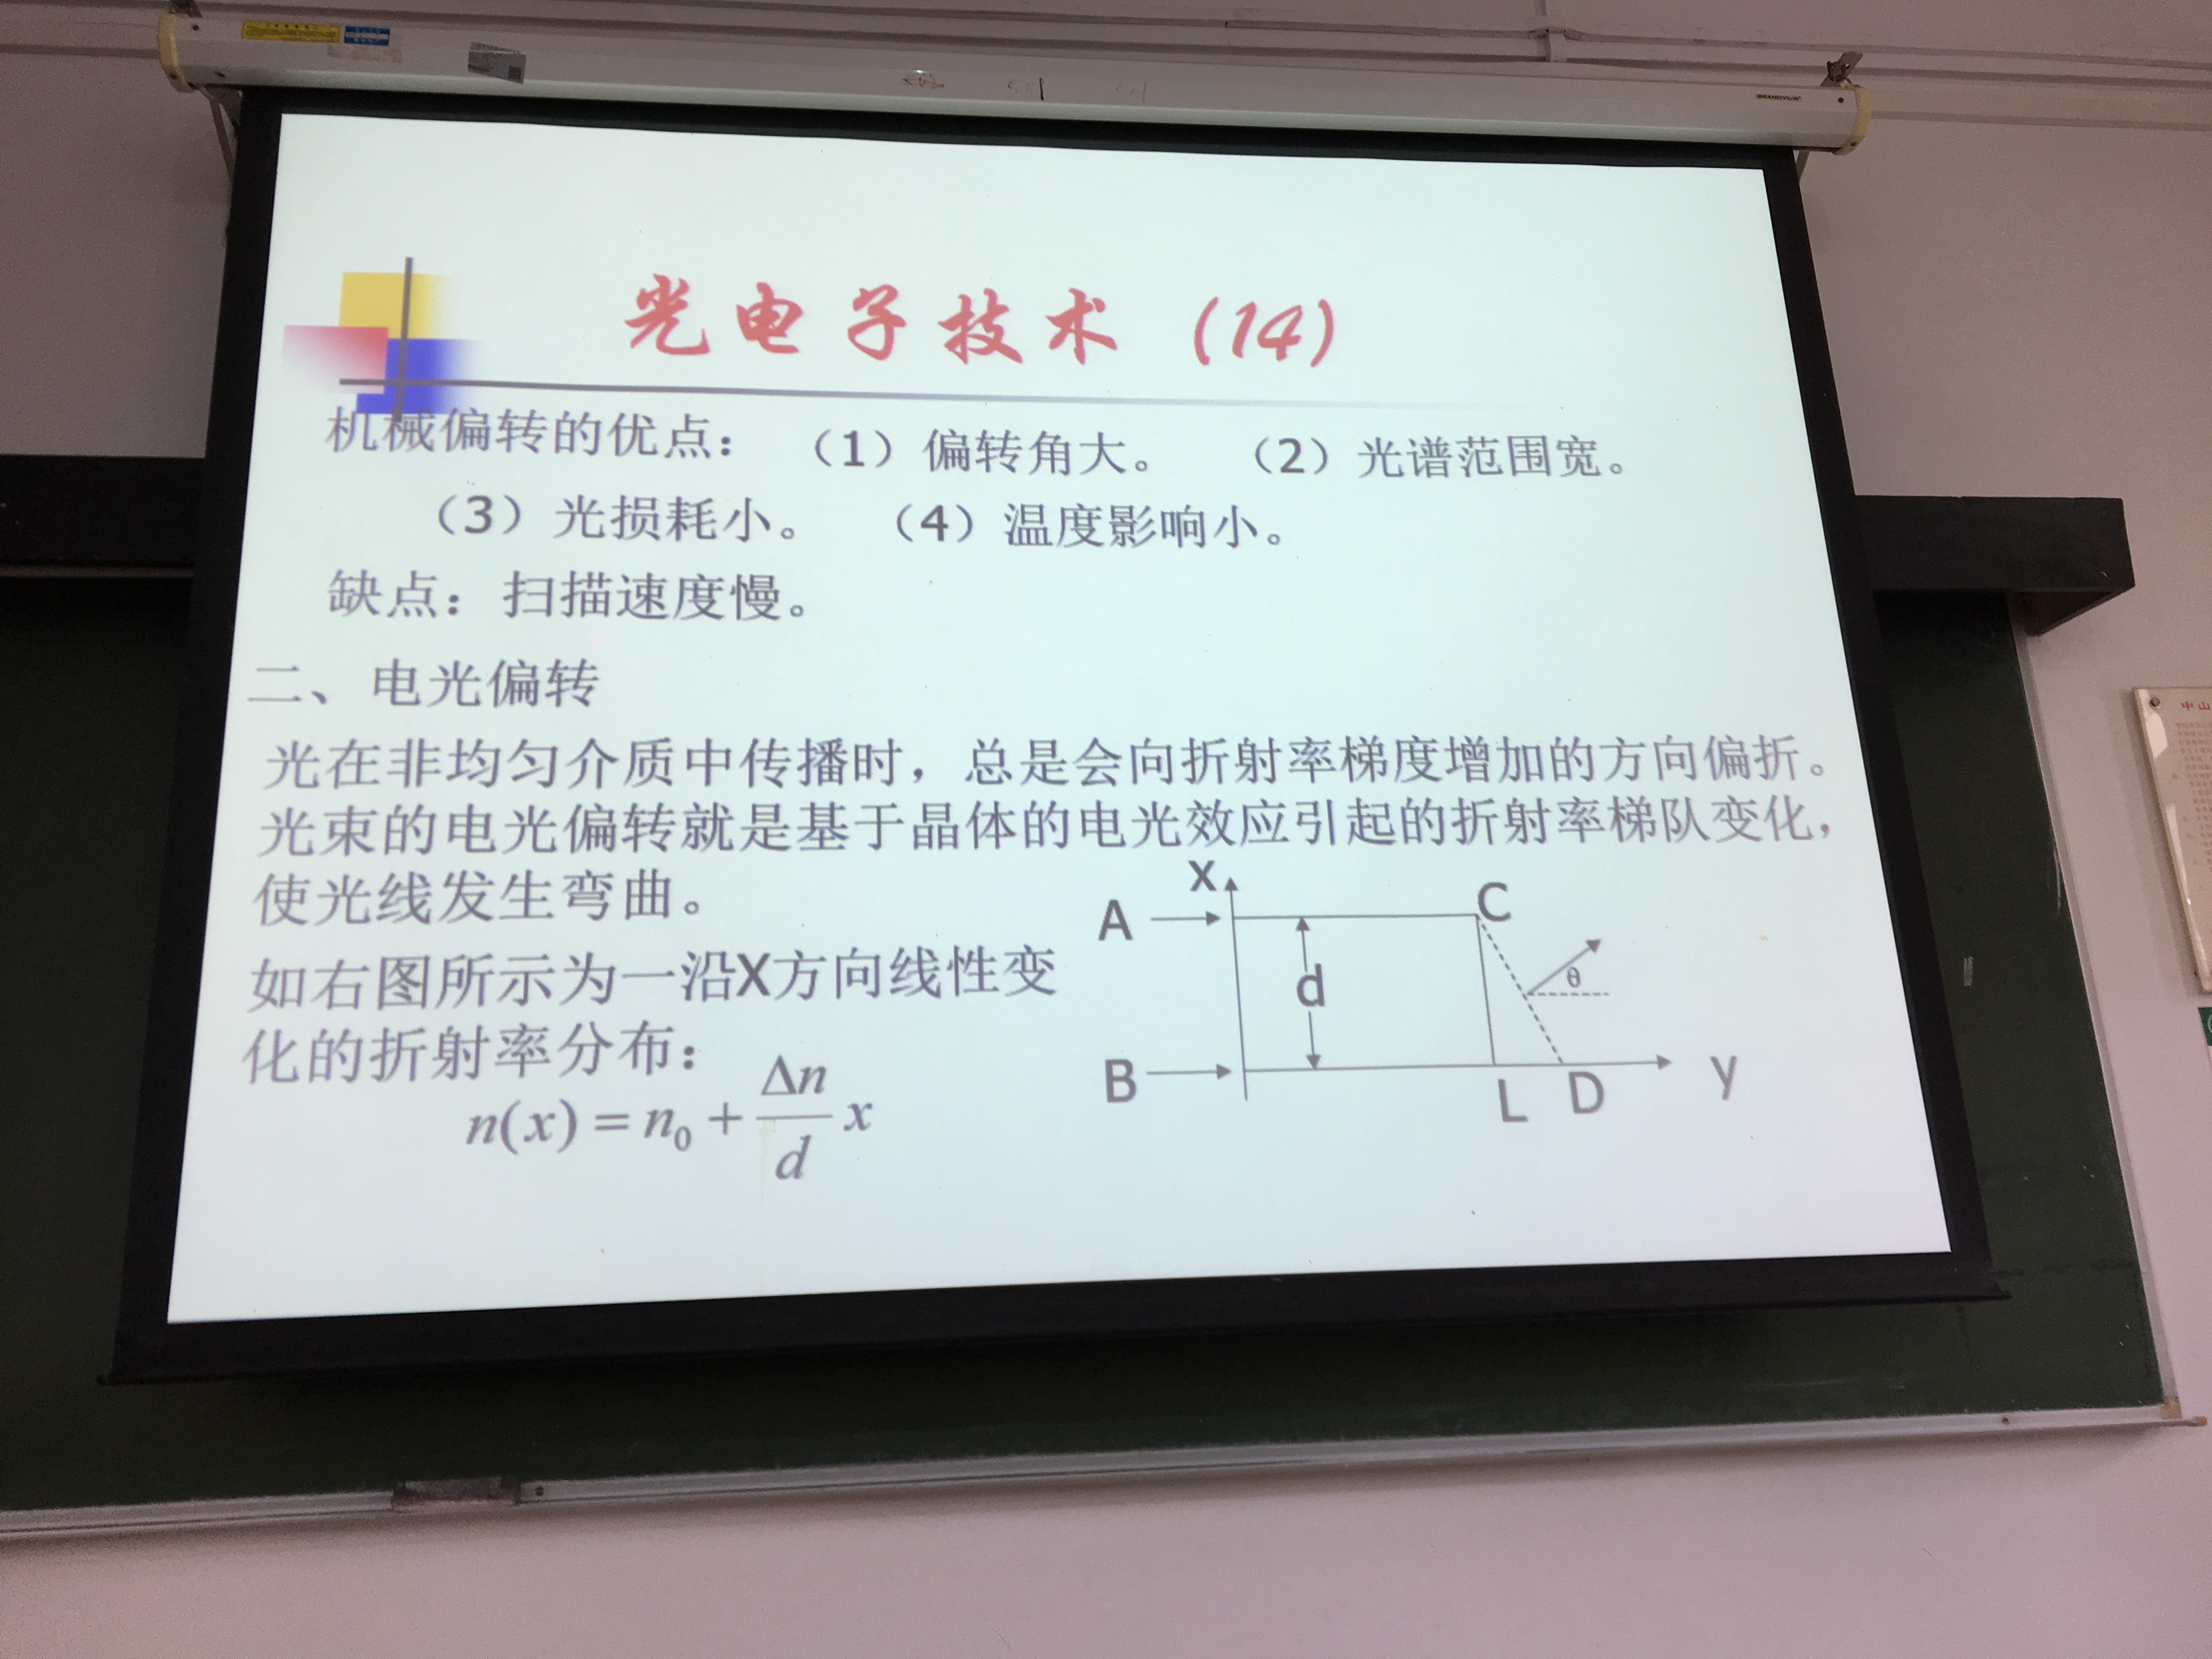 光电子技术（14）
机械偏转的优点：（1）偏转角大。（2）光谱范围宽。
（3）光损耗小。（4）温度影响小。
缺点：扫描速度慢。
二、电光偏转
光在非均匀介质中传播时，总是会向折射率梯度增加的方向偏折。
光束的电光偏转就是基于晶体的电光效应引起的折射率梯队变化，
使光线发生弯曲。
如右图所示为一沿X方向线性变
化的折射率分布：
n(x) = n₀ + Δn/d x
x
A
C
d
θ
B
L D
y
中山